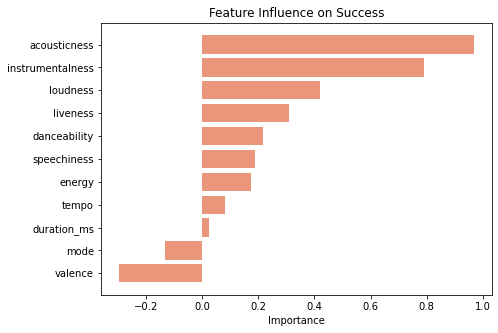 Feature Influence on Success
acousticness
instrumentalness
loudness
liveness
danceability
speechiness
energy
tempo
duration_ms
mode
valence
−0.2 0.0 0.2 0.4 0.6 0.8 1.0
Importance